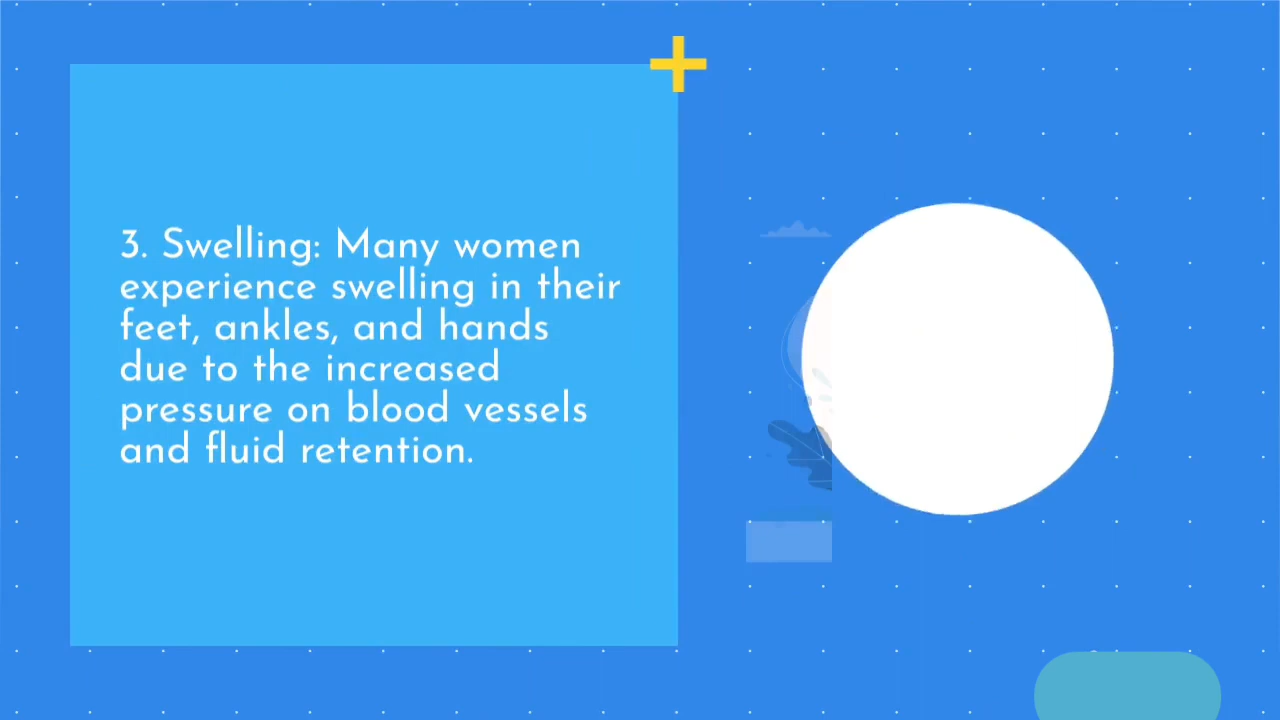 3. Swelling: Many women
experience swelling in their
feet, ankles, and hands
due to the increased
pressure on blood vessels
and fluid retention.